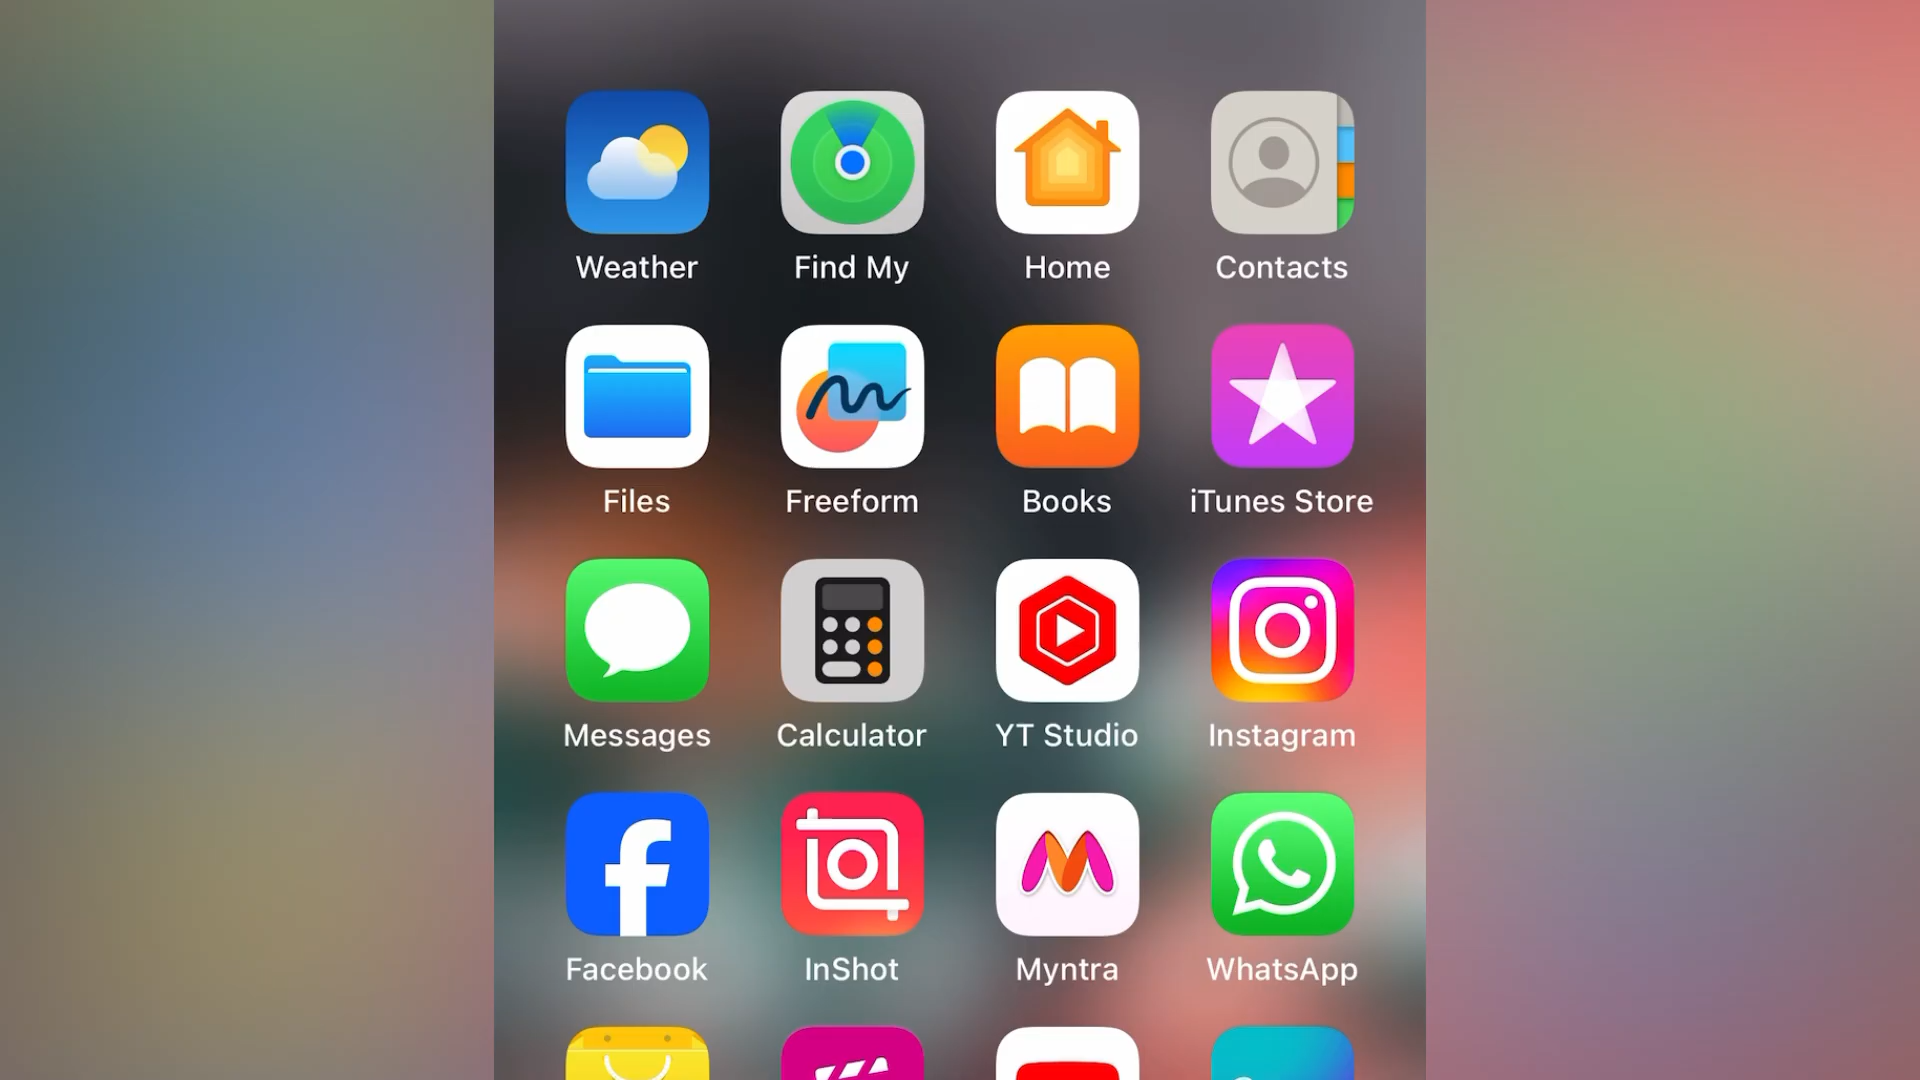 Weather Find My Home Contacts
Files Freeform Books iTunes Store
Messages Calculator YT Studio Instagram
Facebook InShot Myntra WhatsApp